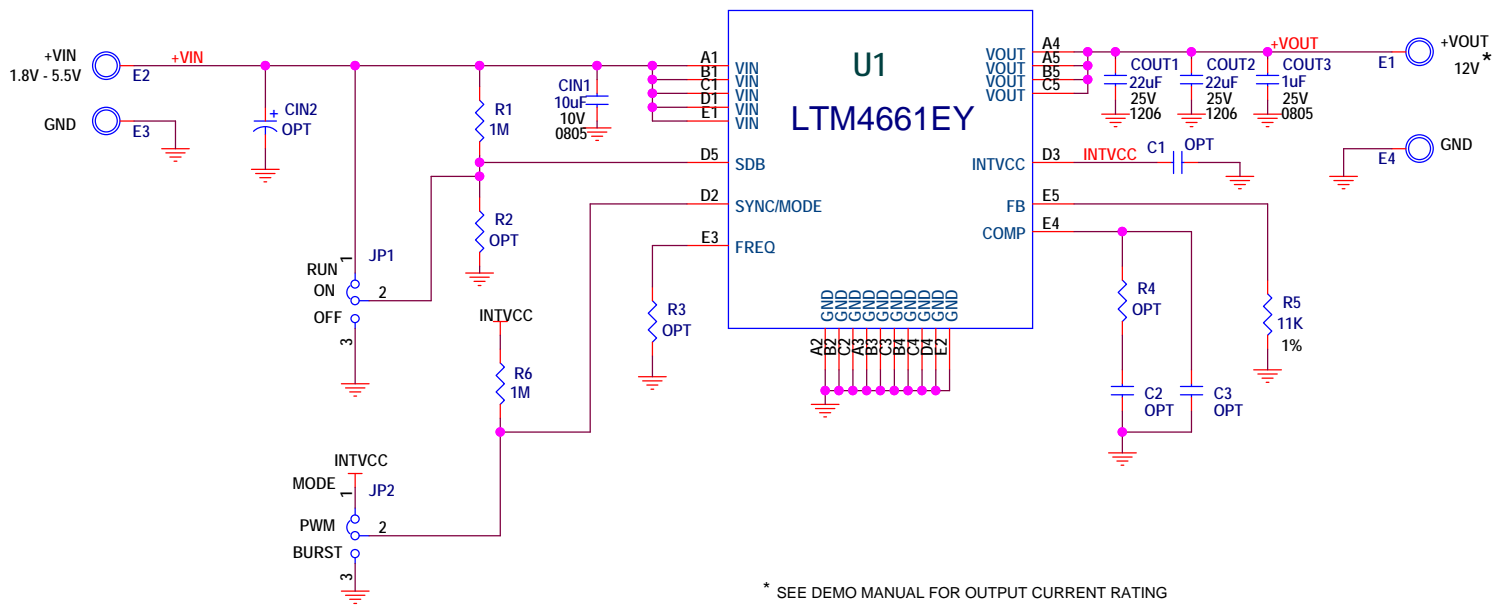 +VIN
1.8V - 5.5V
E2
+VIN
GND
E3
CIN2
OPT
R1
1M
CIN1
10uF
10V
0805
R2
OPT
JP1
RUN
ON
OFF
1
2
3
INTVCC
R6
1M
INTVCC
MODE
JP2
PWM
BURST
1
2
3
R3
OPT
U1
LTM4661EY
A1
VIN
B1
VIN
C1
VIN
D1
VIN
E1
VIN
D5
SDB
D2
SYNC/MODE
E3
FREQ
GND
GND
GND
GND
GND
GND
GND
GND
GND
GND
A2
B2
C2
A3
B3
C3
B4
C4
D4
E2
VOUT
A4
VOUT
A5
VOUT
B5
VOUT
C5
INTVCC
D3
FB
E5
COMP
E4
INTVCC
C1
OPT
COUT1
22uF
25V
1206
COUT2
22uF
25V
1206
+VOUT
COUT3
1uF
25V
0805
E1
+VOUT
12V *
E4
GND
R4
OPT
C2
OPT
C3
OPT
R5
11K
1%
* SEE DEMO MANUAL FOR OUTPUT CURRENT RATING